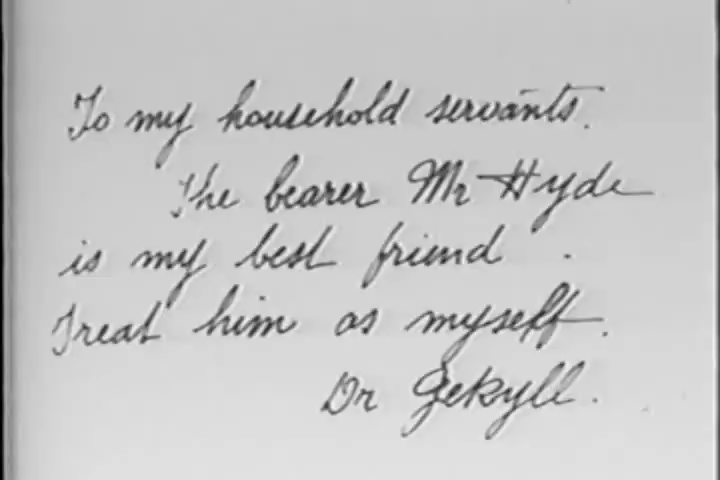 To my household servants.
The bearer Mr Hyde
is my best friend.
Treat him as myself.
Dr Jekyll.